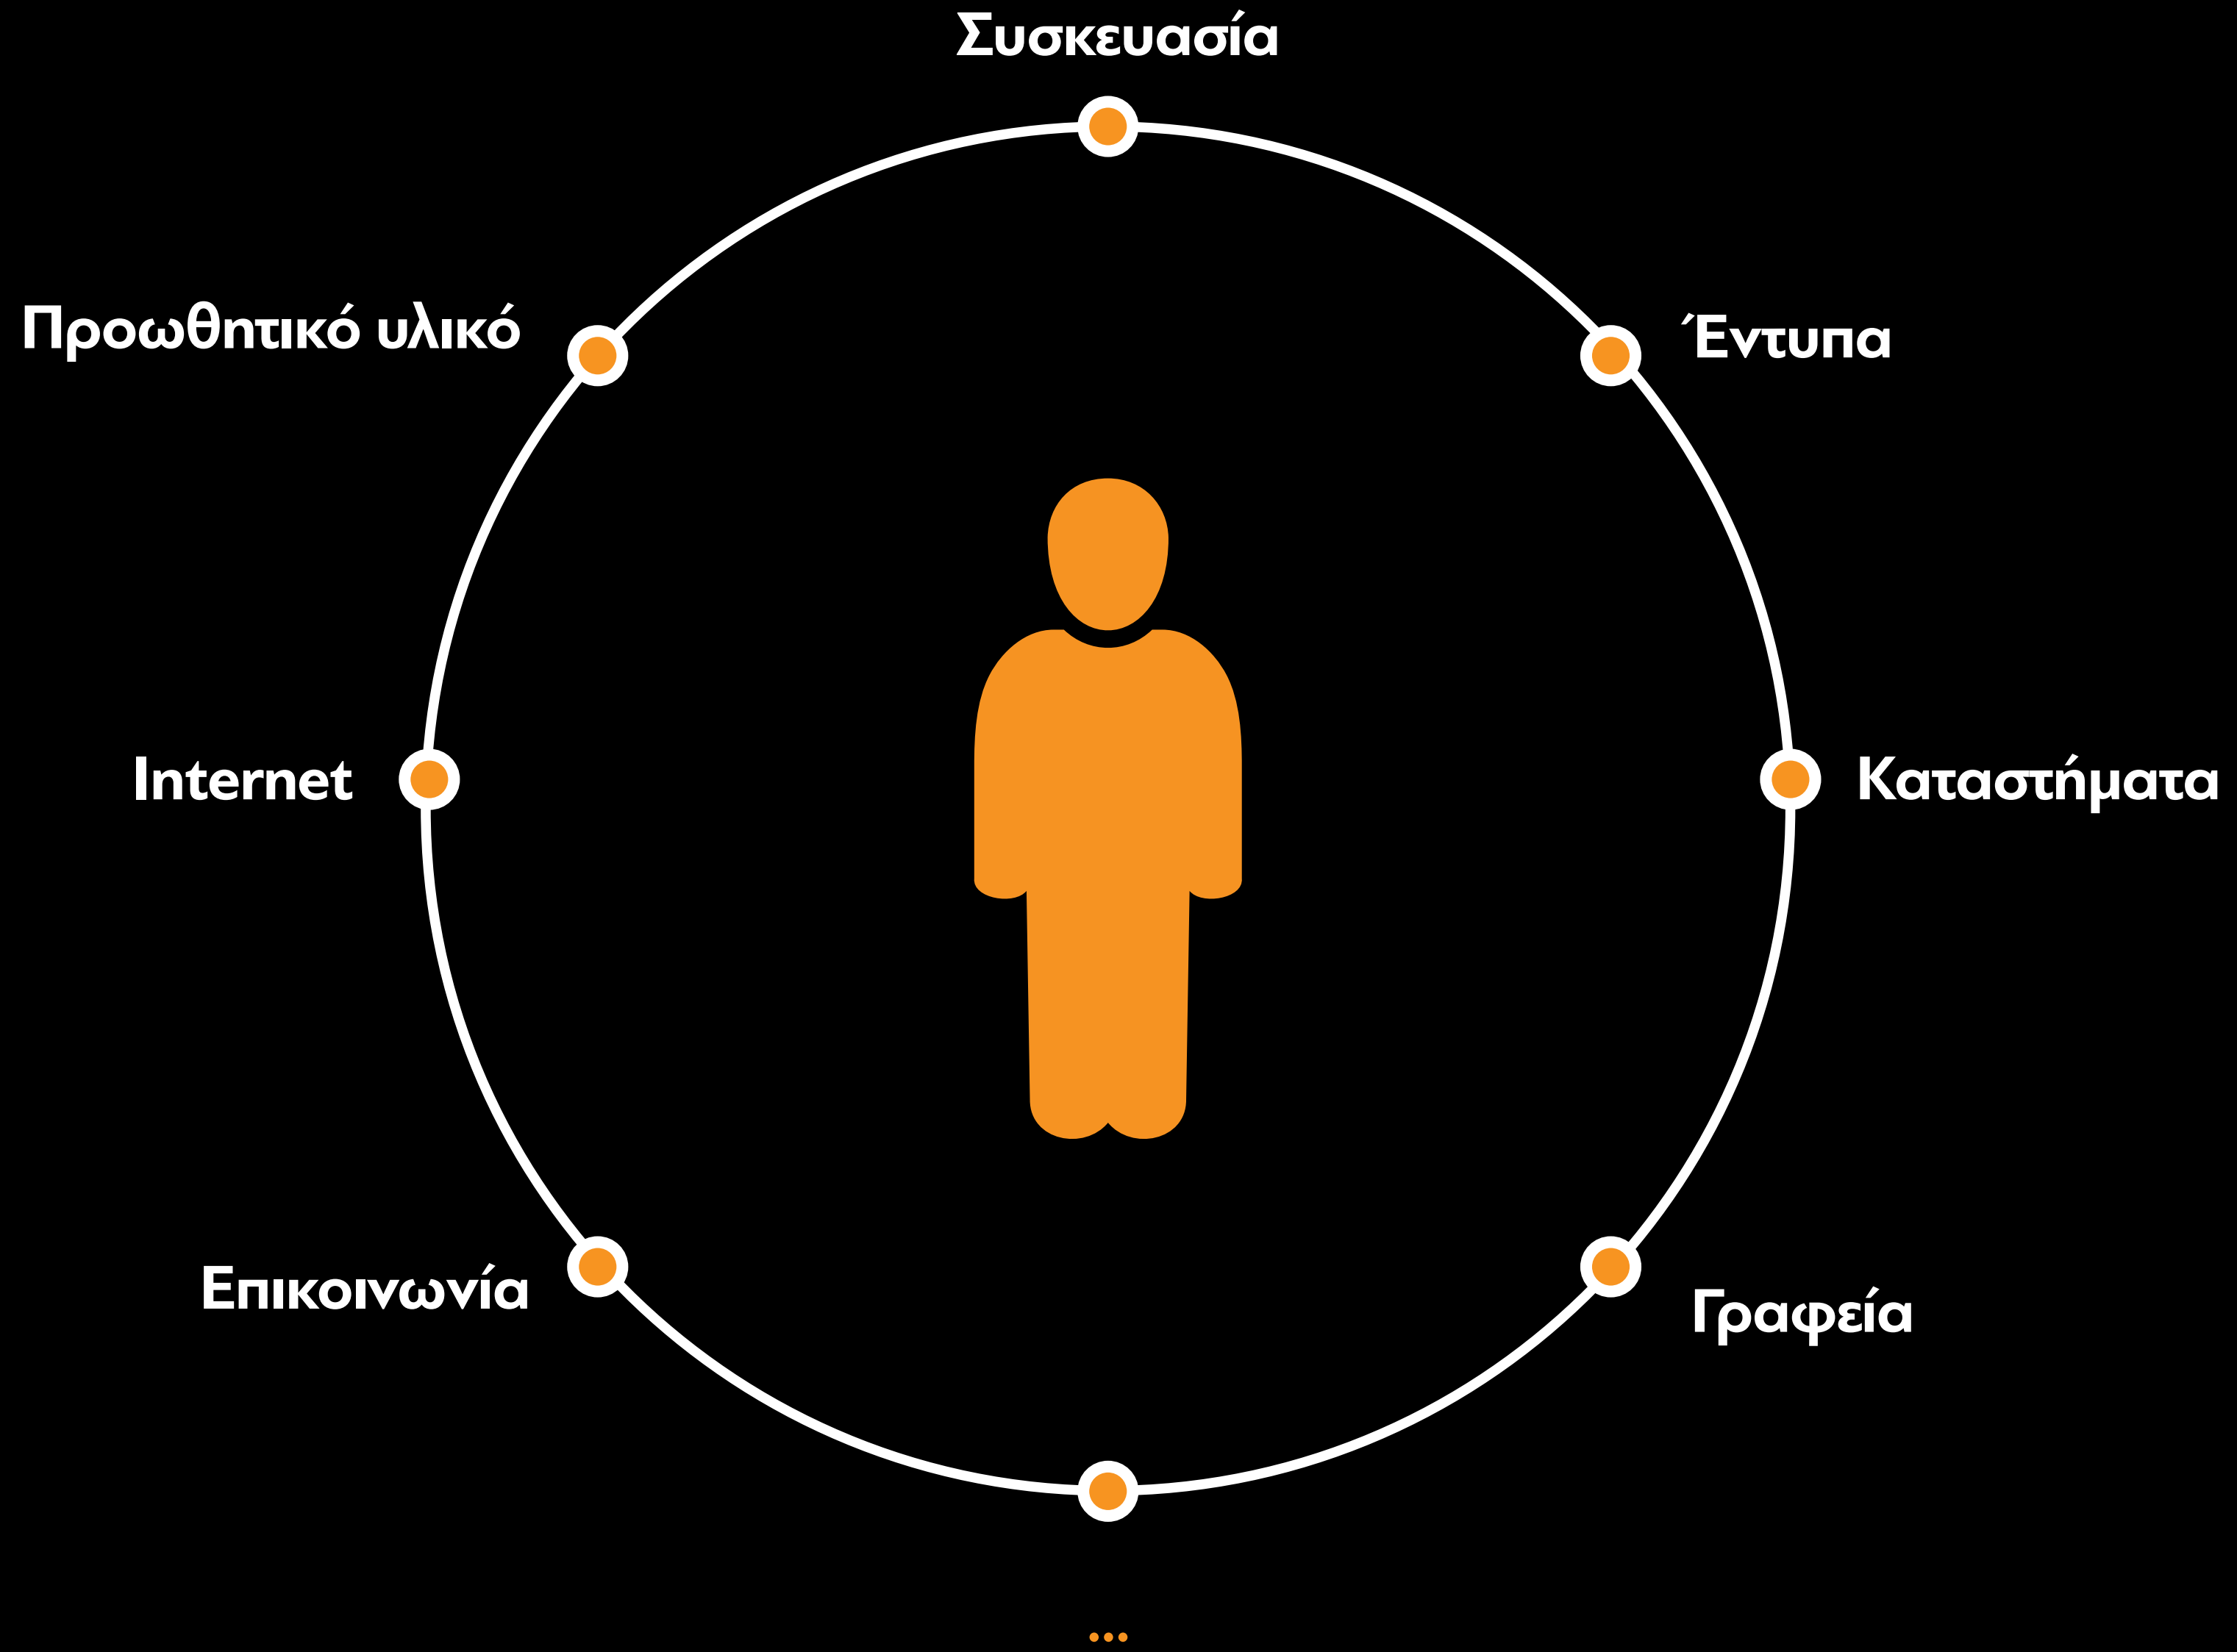 Συσκευασία
Προωθητικό υλικό
Έντυπα
Internet
Καταστήματα
Επικοινωνία
Γραφεία
...